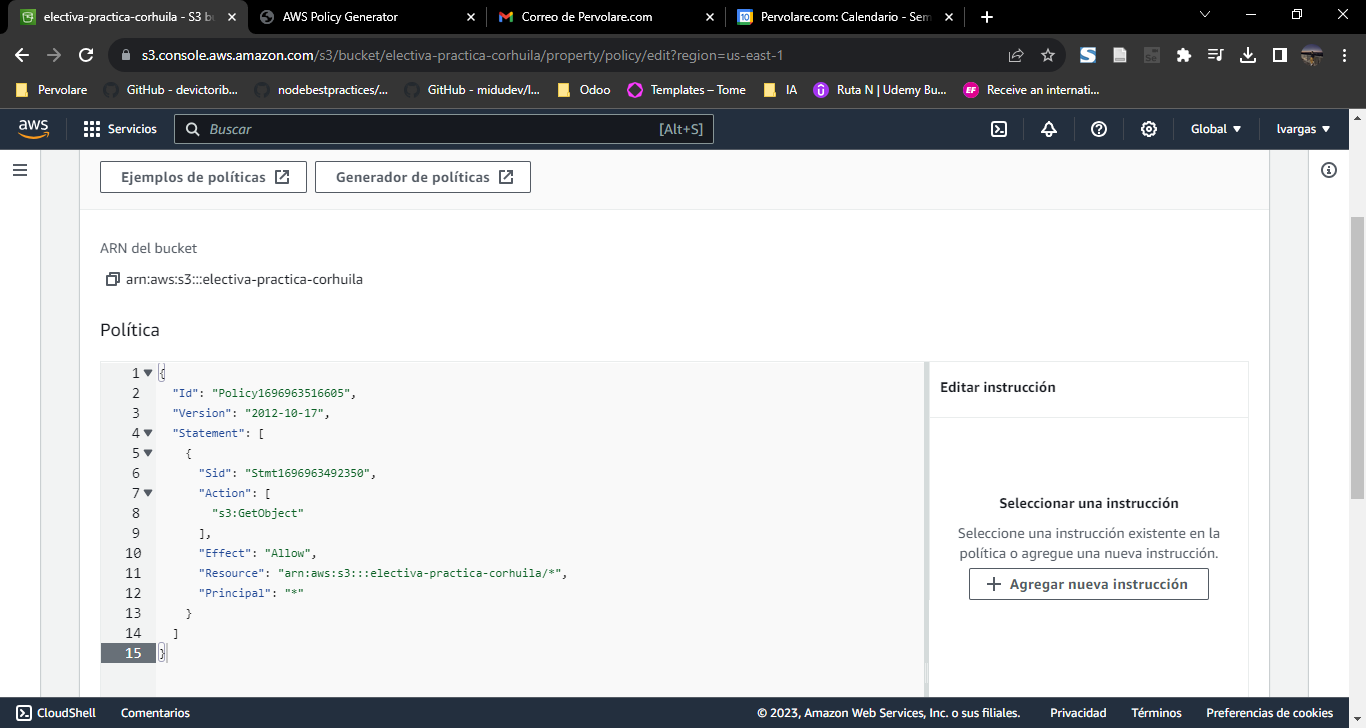 electiva-practica-corhuila - S3 bu
AWS Policy Generator
Correo de Pervolare.com
Pervolare.com: Calendario - Sem
s3.console.aws.amazon.com/s3/bucket/electiva-practica-corhuila/property/policy/edit?region=us-east-1
Pervolare
GitHub - devictorib...
nodebestpractices/...
GitHub - midudev/l...
Odoo
Templates – Tome
IA
Ruta N | Udemy Bu...
EF
Receive an internati...
aws
Servicios
Buscar
[Alt+S]
Global
lvargas
Ejemplos de políticas
Generador de políticas
ARN del bucket
arn:aws:s3:::electiva-practica-corhuila
Política
1 {
2 "Id": "Policy1696963516605",
3 "Version": "2012-10-17",
4 "Statement": [
5 {
6 "Sid": "Stmt1696963492350",
7 "Action": [
8 "s3:GetObject"
9 ],
10 "Effect": "Allow",
11 "Resource": "arn:aws:s3:::electiva-practica-corhuila/*",
12 "Principal": "*"
13 }
14 ]
15 }
Editar instrucción
Seleccionar una instrucción
Seleccione una instrucción existente en la
política o agregue una nueva instrucción.
Agregar nueva instrucción
CloudShell
Comentarios
© 2023, Amazon Web Services, Inc. o sus filiales.
Privacidad
Términos
Preferencias de cookies